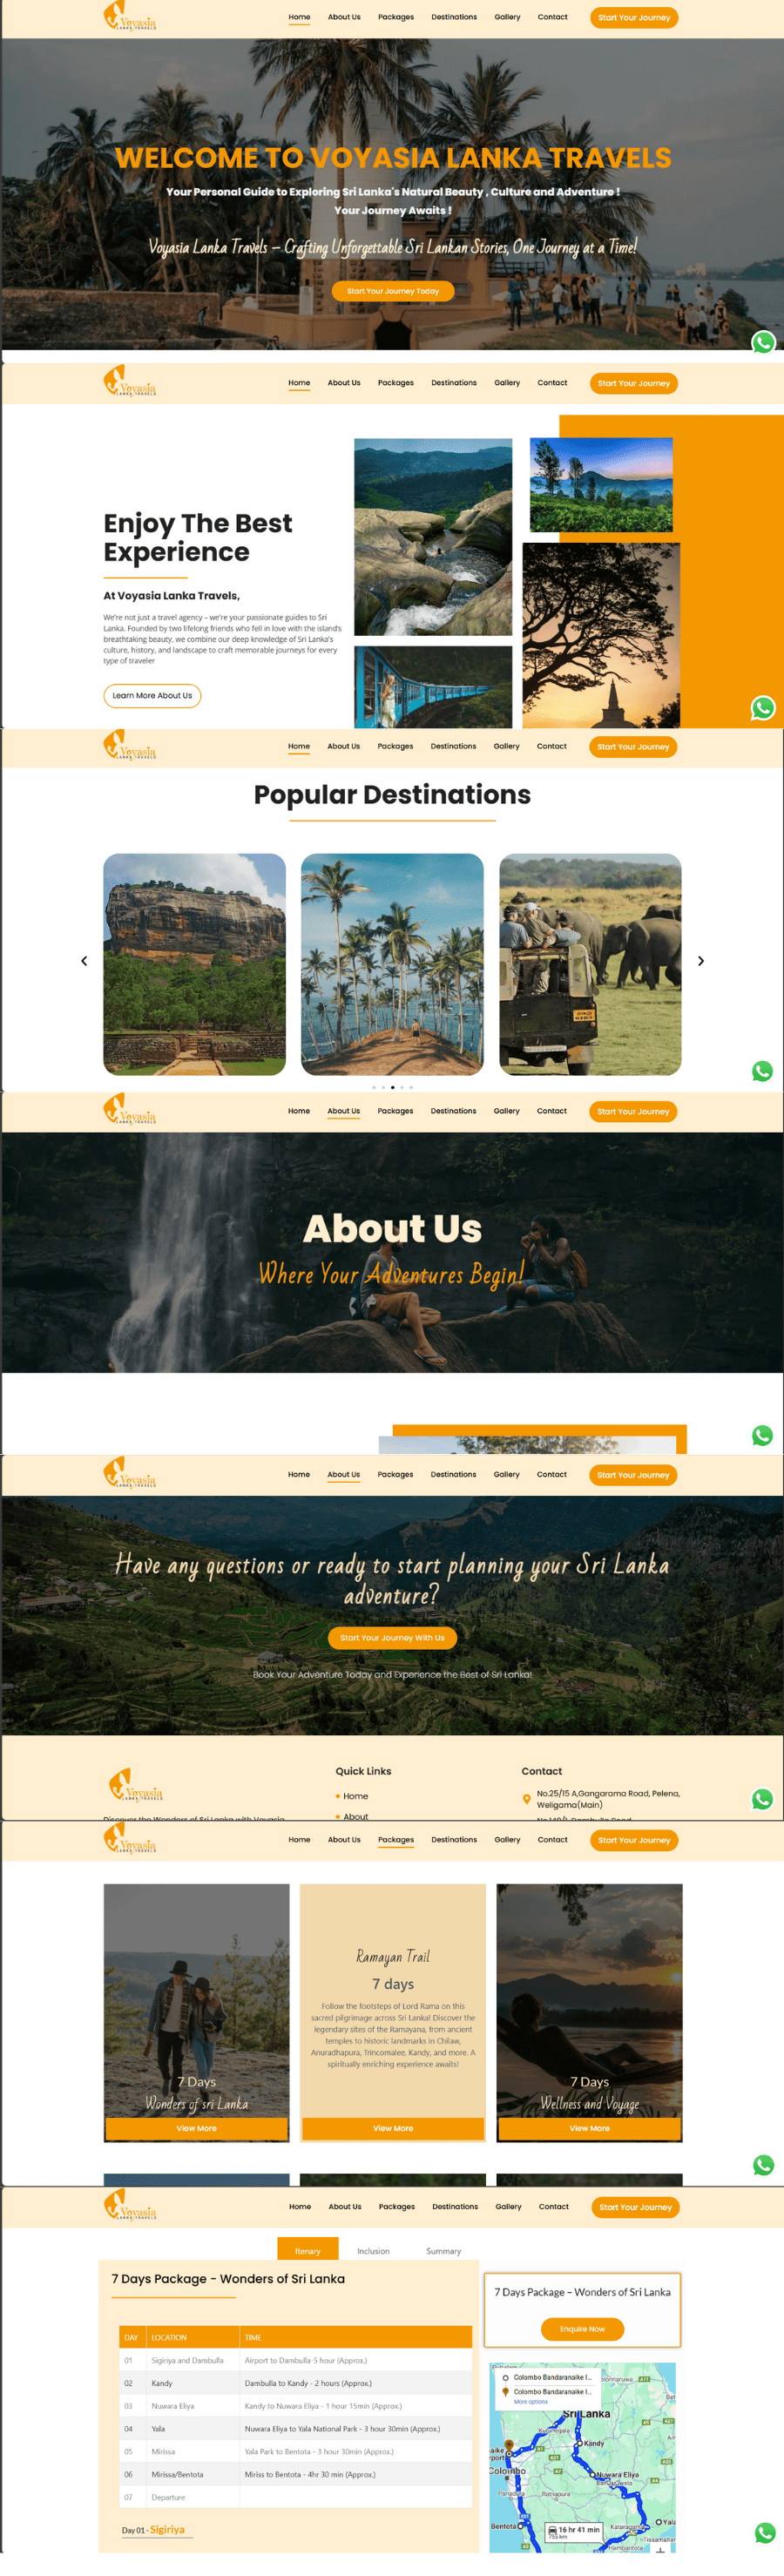 Voyasia
LANKA TRAVELS
Home About Us Packages Destinations Gallery Contact Start Your Journey
WELCOME TO VOYASIA LANKA TRAVELS
Your Personal Guide to Exploring Sri Lanka's Natural Beauty , Culture and Adventure !
Your Journey Awaits !
Voyasia Lanka Travels – Crafting Unforgettable Sri Lankan Stories, One Journey at a Time!
Start Your Journey Today
Voyasia
LANKA TRAVELS
Home About Us Packages Destinations Gallery Contact Start Your Journey
Enjoy The Best
Experience
At Voyasia Lanka Travels,
We're not just a travel agency – we're your passionate guides to Sri
Lanka. Founded by two lifelong friends who fell in love with the island's
breathtaking beauty, we combine our deep knowledge of Sri Lanka's
culture, history, and landscape to craft memorable journeys for every
type of traveler
Learn More About Us
Voyasia
LANKA TRAVELS
Home About Us Packages Destinations Gallery Contact Start Your Journey
Popular Destinations
Voyasia
LANKA TRAVELS
Home About Us Packages Destinations Gallery Contact Start Your Journey
About Us
Where Your Adventures Begin!
Voyasia
LANKA TRAVELS
Home About Us Packages Destinations Gallery Contact Start Your Journey
Have any questions or ready to start planning your Sri Lanka
adventure?
Start Your Journey With Us
Book Your Adventure Today and Experience the Best of Sri Lanka!
Voyasia
LANKA TRAVELS
Discover the Wonders of Sri Lanka with Voyasia
Quick Links
Home
About
Contact
No.25/15 A,Gangarama Road, Pelena,
Weligama(Main)
Voyasia
LANKA TRAVELS
Home About Us Packages Destinations Gallery Contact Start Your Journey
7 Days
Wonders of sri Lanka
View More
Ramayan Trail
7 days
Follow the footsteps of Lord Rama on this
sacred pilgrimage across Sri Lanka! Discover the
legendary sites of the Ramayana, from ancient
temples to historic landmarks in Chilaw,
Anuradhapura, Trincomalee, Kandy, and more. A
spiritually enriching experience awaits!
View More
7 Days
Wellness and Voyage
View More
Voyasia
LANKA TRAVELS
Home About Us Packages Destinations Gallery Contact Start Your Journey
Itenary Inclusion Summary
7 Days Package - Wonders of Sri Lanka
DAY LOCATION TIME
01 Sigiriya and Dambulla Airport to Dambulla-5 hour (Approx.)
02 Kandy Dambulla to Kandy - 2 hours (Approx.)
03 Nuwara Eliya Kandy to Nuwara Eliya - 1 hour 15min (Approx.)
04 Yala Nuwara Eliya to Yala National Park - 3 hour 30min (Approx.)
05 Mirissa Yala Park to Bentota - 3 hour 30min (Approx.)
06 Mirissa/Bentota Miriss to Bentota - 4hr 30 min (Approx.)
07 Departure
Day 01 - Sigiriya
7 Days Package – Wonders of Sri Lanka
Enquire Now
Colombo Bandaranaike I...
Colombo Bandaranaike I...
More options
Sri Lanka
Kurunegala
Kandy
Colombo
Nuwara Eliya
Panadura
Ratnapura
Bentota
16 hr 41 min
Kataragama
Yala
Tissamahar
Hambantota